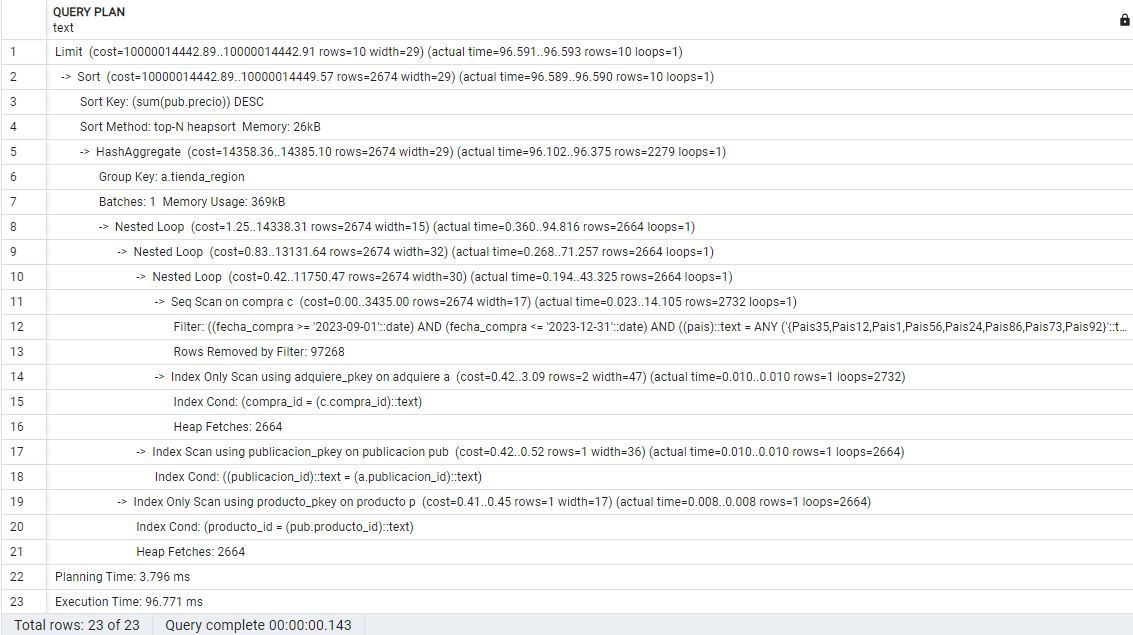 QUERY PLAN
text
1 Limit (cost=10000014442.89..10000014442.91 rows=10 width=29) (actual time=96.591..96.593 rows=10 loops=1)
2 -> Sort (cost=10000014442.89..10000014449.57 rows=2674 width=29) (actual time=96.589..96.590 rows=10 loops=1)
3 Sort Key: (sum(pub.precio)) DESC
4 Sort Method: top-N heapsort Memory: 26kB
5 -> HashAggregate (cost=14358.36..14385.10 rows=2674 width=29) (actual time=96.102..96.375 rows=2279 loops=1)
6 Group Key: a.tienda_region
7 Batches: 1 Memory Usage: 369kB
8 -> Nested Loop (cost=1.25..14338.31 rows=2674 width=15) (actual time=0.360..94.816 rows=2664 loops=1)
9 -> Nested Loop (cost=0.83..13131.64 rows=2674 width=32) (actual time=0.268..71.257 rows=2664 loops=1)
10 -> Nested Loop (cost=0.42..11750.47 rows=2674 width=30) (actual time=0.194..43.325 rows=2664 loops=1)
11 -> Seq Scan on compra c (cost=0.00..3435.00 rows=2674 width=17) (actual time=0.023..14.105 rows=2732 loops=1)
12 Filter: ((fecha_compra >= '2023-09-01'::date) AND (fecha_compra <= '2023-12-31'::date) AND ((pais)::text = ANY ('{Pais35,Pais12,Pais1,Pais56,Pais24,Pais86,Pais73,Pais92}'::t...
13 Rows Removed by Filter: 97268
14 -> Index Only Scan using adquiere_pkey on adquiere a (cost=0.42..3.09 rows=2 width=47) (actual time=0.010..0.010 rows=1 loops=2732)
15 Index Cond: (compra_id = (c.compra_id)::text)
16 Heap Fetches: 2664
17 -> Index Scan using publicacion_pkey on publicacion pub (cost=0.42..0.52 rows=1 width=36) (actual time=0.010..0.010 rows=1 loops=2664)
18 Index Cond: ((publicacion_id)::text = (a.publicacion_id)::text)
19 -> Index Only Scan using producto_pkey on producto p (cost=0.41..0.45 rows=1 width=17) (actual time=0.008..0.008 rows=1 loops=2664)
20 Index Cond: (producto_id = (pub.producto_id)::text)
21 Heap Fetches: 2664
22 Planning Time: 3.796 ms
23 Execution Time: 96.771 ms
Total rows: 23 of 23 Query complete 00:00:00.143